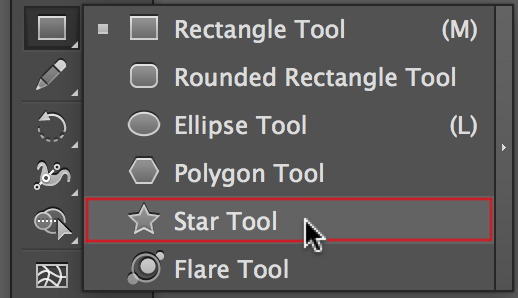 Rectangle Tool (M)
Rounded Rectangle Tool
Ellipse Tool (L)
Polygon Tool
Star Tool
Flare Tool